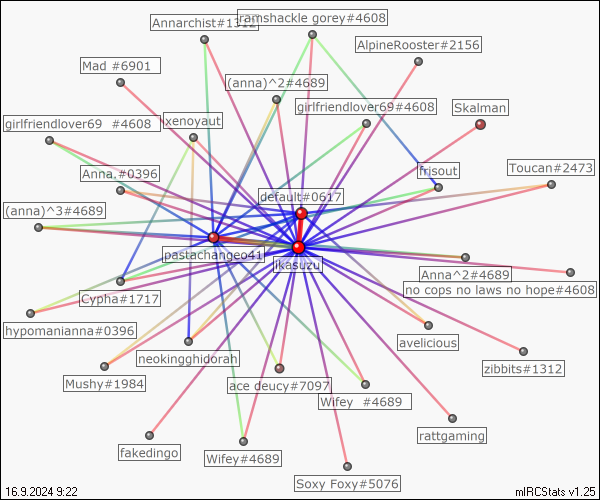 Annarchist#1312
ramshackle gorey#4608
AlpineRooster#2156
Mad #6901
(anna)^2#4689
girlfriendlover69#4608
Skalman
girlfriendlover69 #4608
xenoyaut
Anna,#0396
frisout
Toucan#2473
default#0617
(anna)^3#4689
pastachangeo41
ikasuzu
Anna^2#4689
no cops no laws no hope#4608
Cypha#1717
hypomanianna#0396
avelicious
neokingghidorah
zibbits#1312
Mushy#1984
ace deucy#7097
Wifey #4689
rattgaming
fakedingo
Wifey#4689
Soxy Foxy#5076
16.9.2024 9:22
mIRCStats v1.25